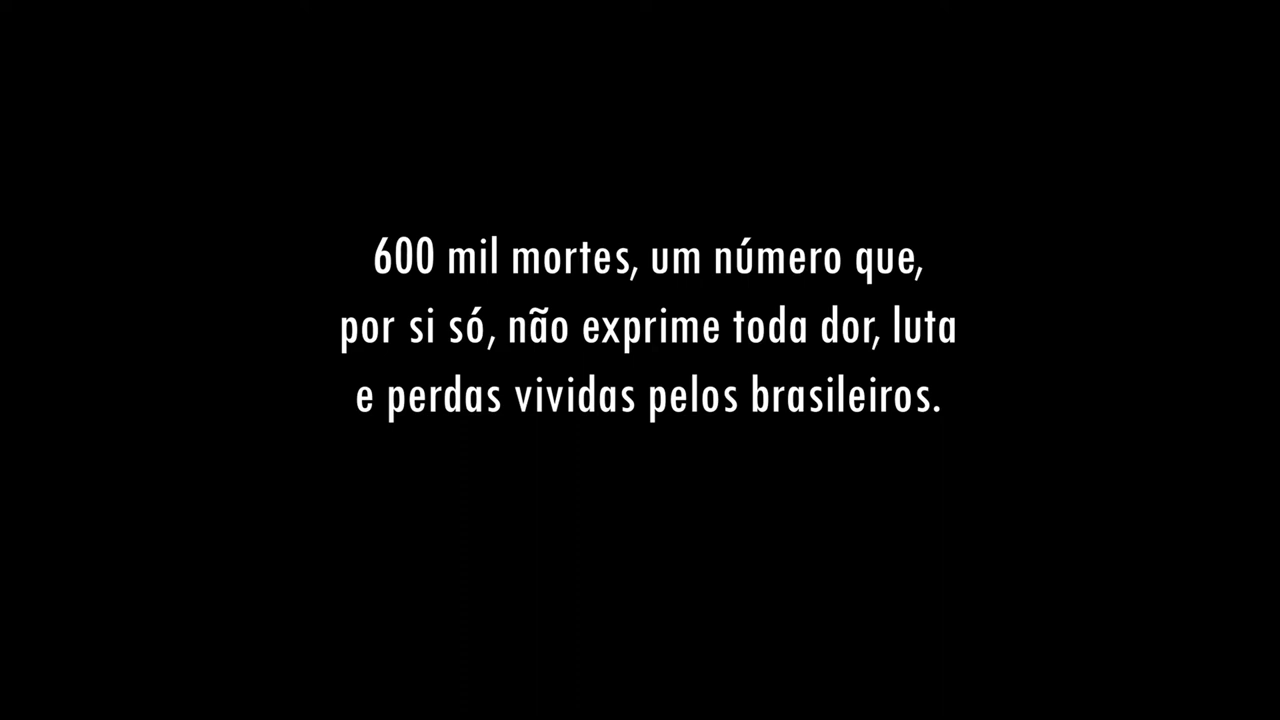 600 mil mortes, um número que,
por si só, não exprime toda dor, luta
e perdas vividas pelos brasileiros.